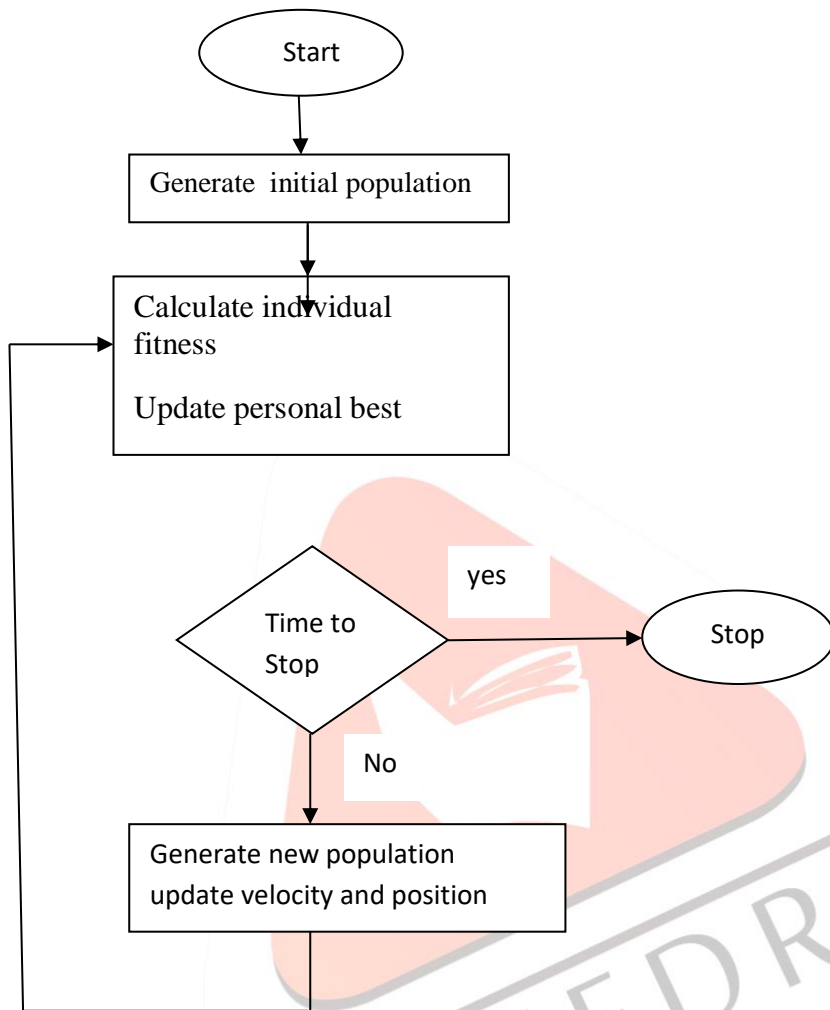 Start
Generate initial population
Calculate individual
fitness
Update personal best
yes
Time to
Stop
Stop
No
Generate new population
update velocity and position
EDR